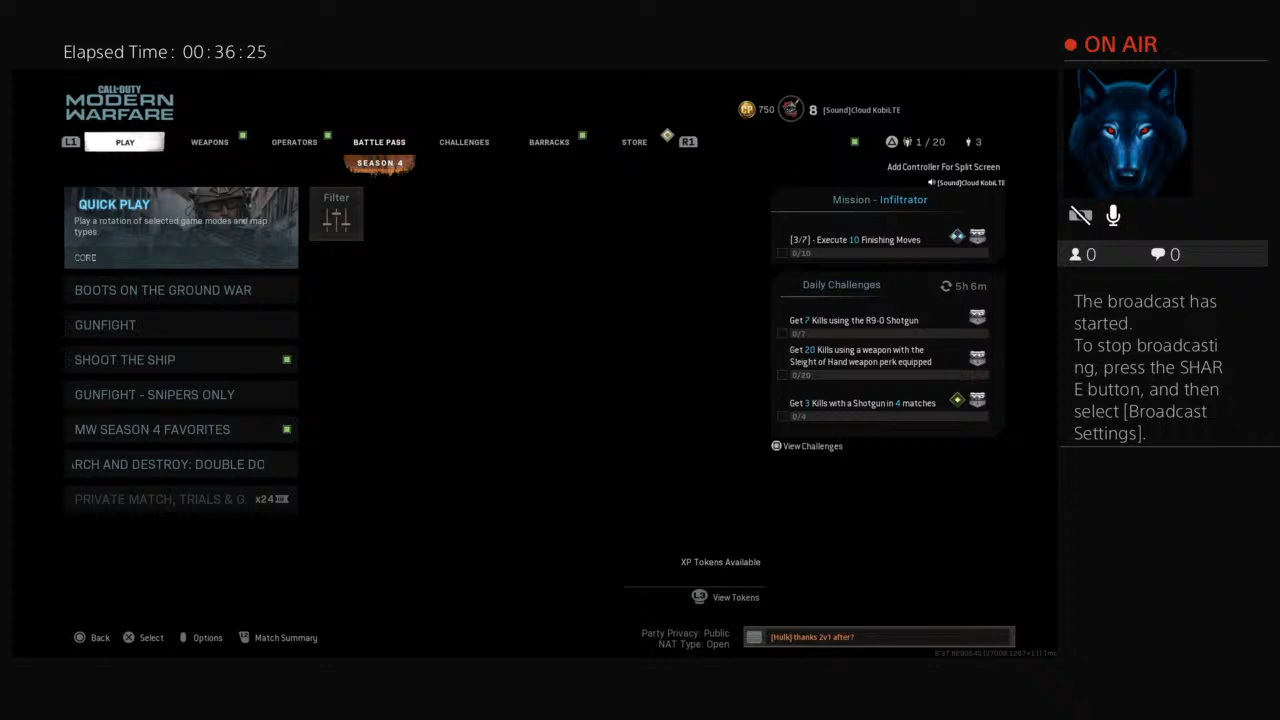 Elapsed Time: 00:36:25
ON AIR
CALL·DUTY
MODERN
WARFARE
CP 750 8 [Sound]Cloud KobiLTE
L1 PLAY WEAPONS OPERATORS BATTLE PASS CHALLENGES BARRACKS STORE R1
SEASON 4
1 / 20 3
Add Controller For Split Screen
[Sound]Cloud KobiLTE
QUICK PLAY
Play a rotation of selected game modes and map
types.
CORE
Filter
BOOTS ON THE GROUND WAR
GUNFIGHT
SHOOT THE SHIP
GUNFIGHT - SNIPERS ONLY
MW SEASON 4 FAVORITES
ARCH AND DESTROY: DOUBLE DO
PRIVATE MATCH, TRIALS & G x24
Mission - Infiltrator
[3/7] - Execute 10 Finishing Moves
0/10
Daily Challenges 5h 6m
Get 7 Kills using the R9-0 Shotgun
0/7
Get 20 Kills using a weapon with the
Sleight of Hand weapon perk equipped
0/20
Get 3 Kills with a Shotgun in 4 matches
0/4
View Challenges
0 0
The broadcast has
started.
To stop broadcasti
ng, press the SHAR
E button, and then
select [Broadcast
Settings].
XP Tokens Available
L3 View Tokens
Back Select Options Match Summary
Party Privacy: Public
NAT Type: Open
[Hulk] thanks 2v1 after?